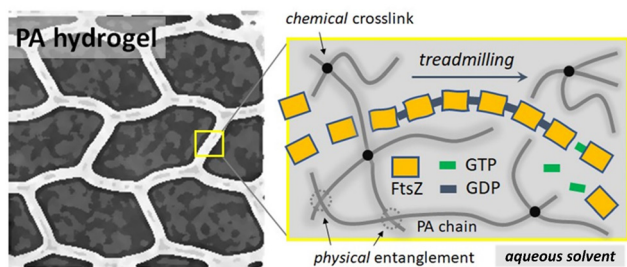 PA hydrogel
chemical crosslink
treadmilling
FtsZ
GTP
GDP
PA chain
physical entanglement
aqueous solvent